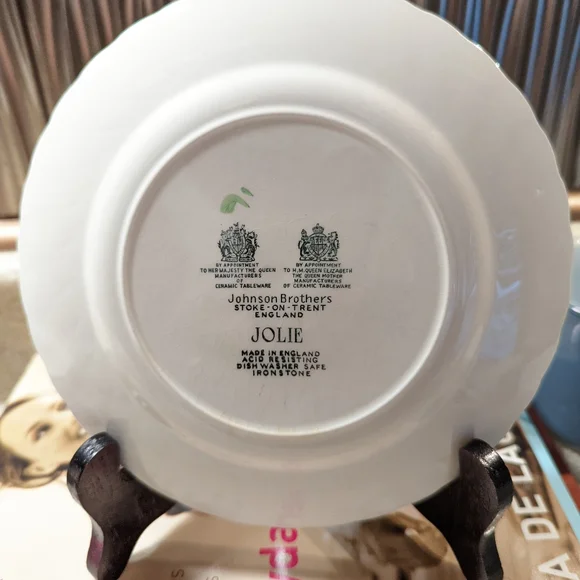 BY APPOINTMENT
TO HER MAJESTY THE QUEEN
MANUFACTURERS
OF
CERAMIC TABLEWARE
BY APPOINTMENT
TO H.M. QUEEN ELIZABETH
THE QUEEN MOTHER
MANUFACTURERS
OF CERAMIC TABLEWARE
Johnson Brothers
STOKE-ON-TRENT
ENGLAND
JOLIE
MADE IN ENGLAND
ACID RESISTING
DISH WASHER SAFE
IRONSTONE
DE